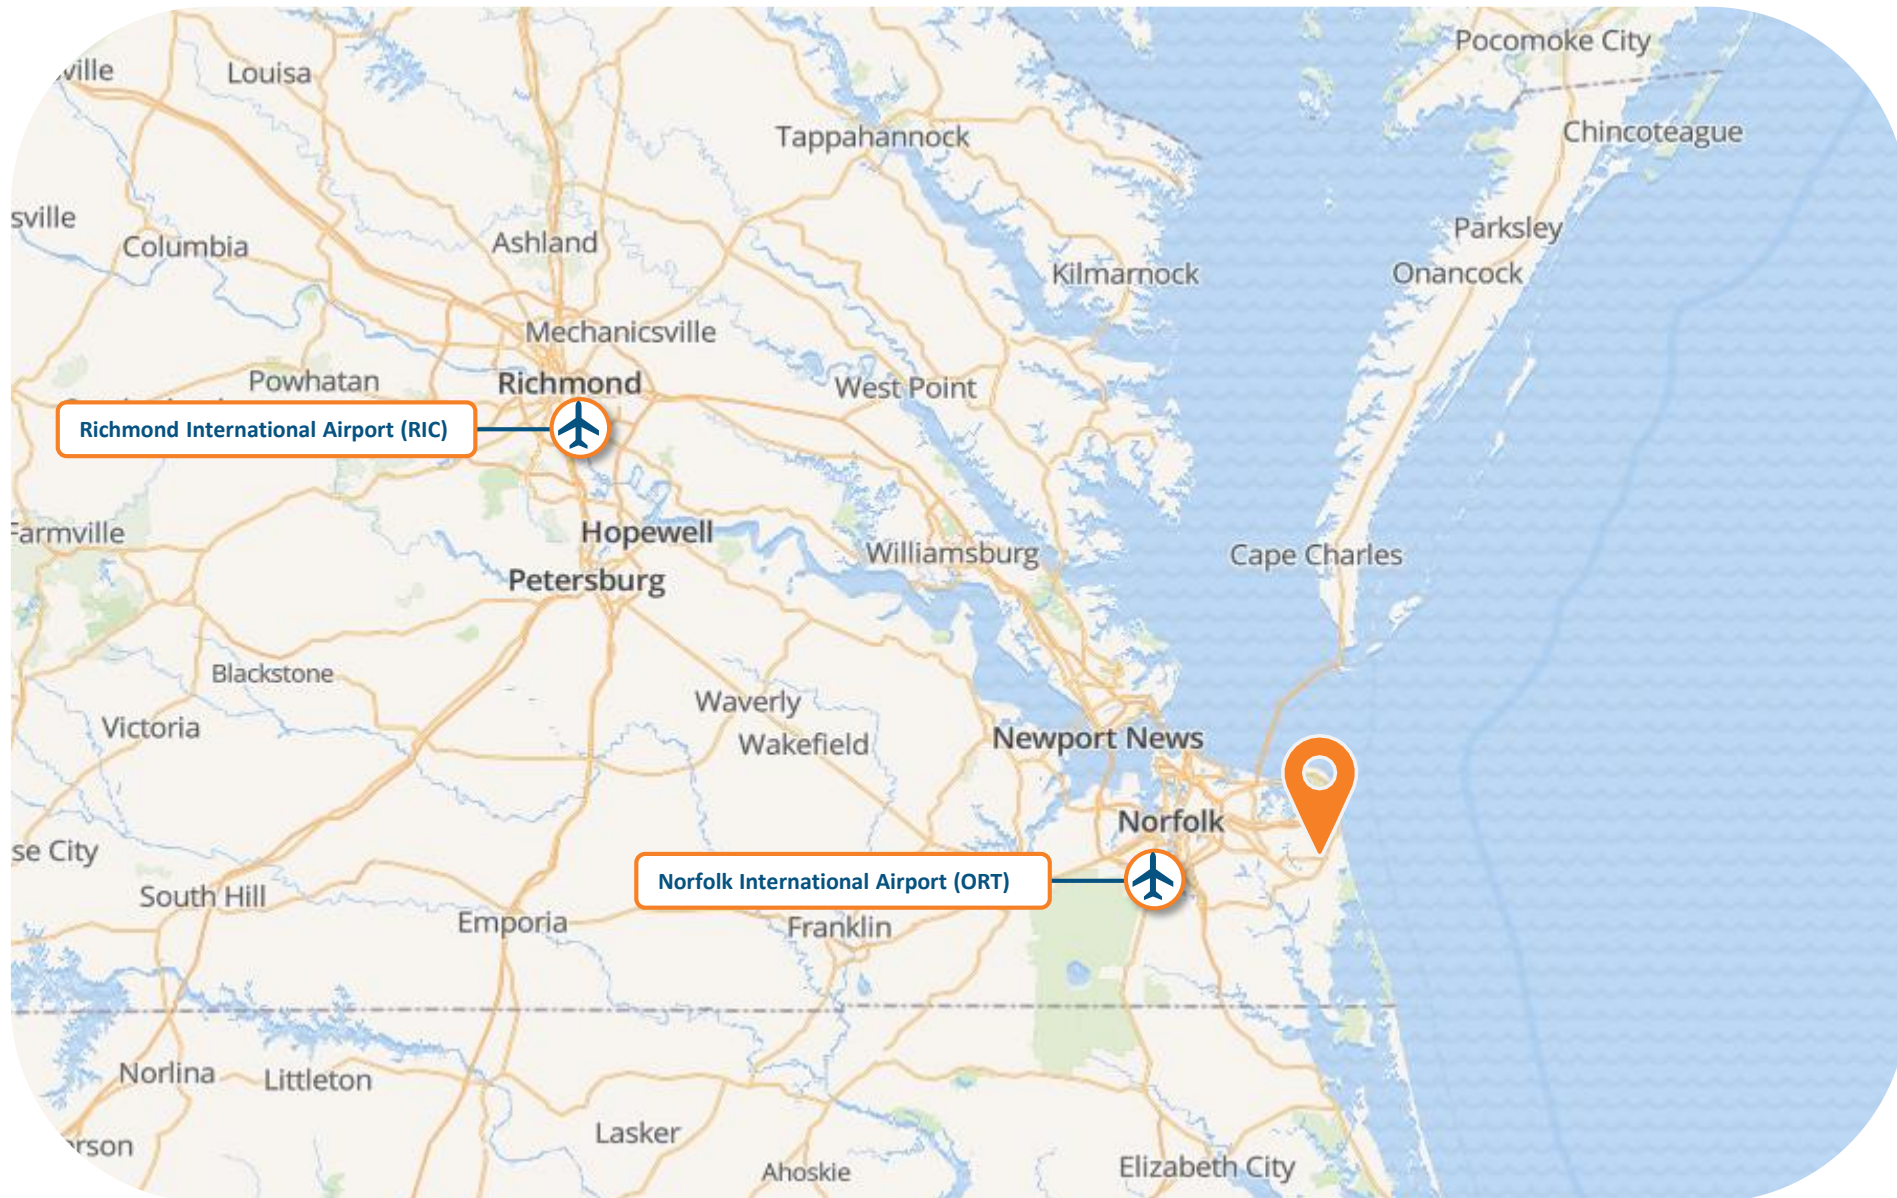 Pocomoke City
ville
Louisa
Chincoteague
Tappahannock
sville
Parksley
Columbia
Ashland
Kilmarnock
Onancock
Mechanicsville
Powhatan
Richmond
West Point
Richmond International Airport (RIC)
Farmville
Hopewell
Williamsburg
Cape Charles
Petersburg
Blackstone
Waverly
Victoria
Wakefield
Newport News
Norfolk
se City
Norfolk International Airport (ORT)
South Hill
Emporia
Franklin
Norlina
Littleton
Lasker
rson
Ahoskie
Elizabeth City